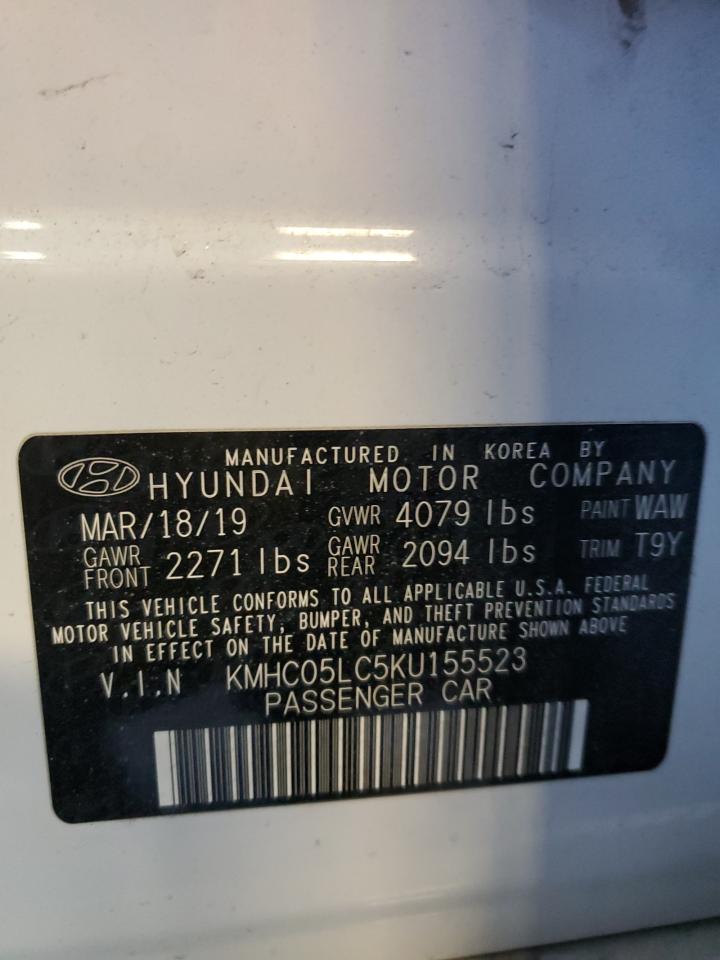 MANUFACTURED IN KOREA BY
HYUNDAI MOTOR COMPANY
MAR/18/19 GVWR 4079 lbs PAINT WAW
GAWR FRONT 2271 lbs GAWR REAR 2094 lbs TRIM T9Y
THIS VEHICLE CONFORMS TO ALL APPLICABLE U.S.A. FEDERAL
MOTOR VEHICLE SAFETY, BUMPER, AND THEFT PREVENTION STANDARDS
IN EFFECT ON THE DATE OF MANUFACTURE SHOWN ABOVE
V.I.N KMHC05LC5KU155523
PASSENGER CAR